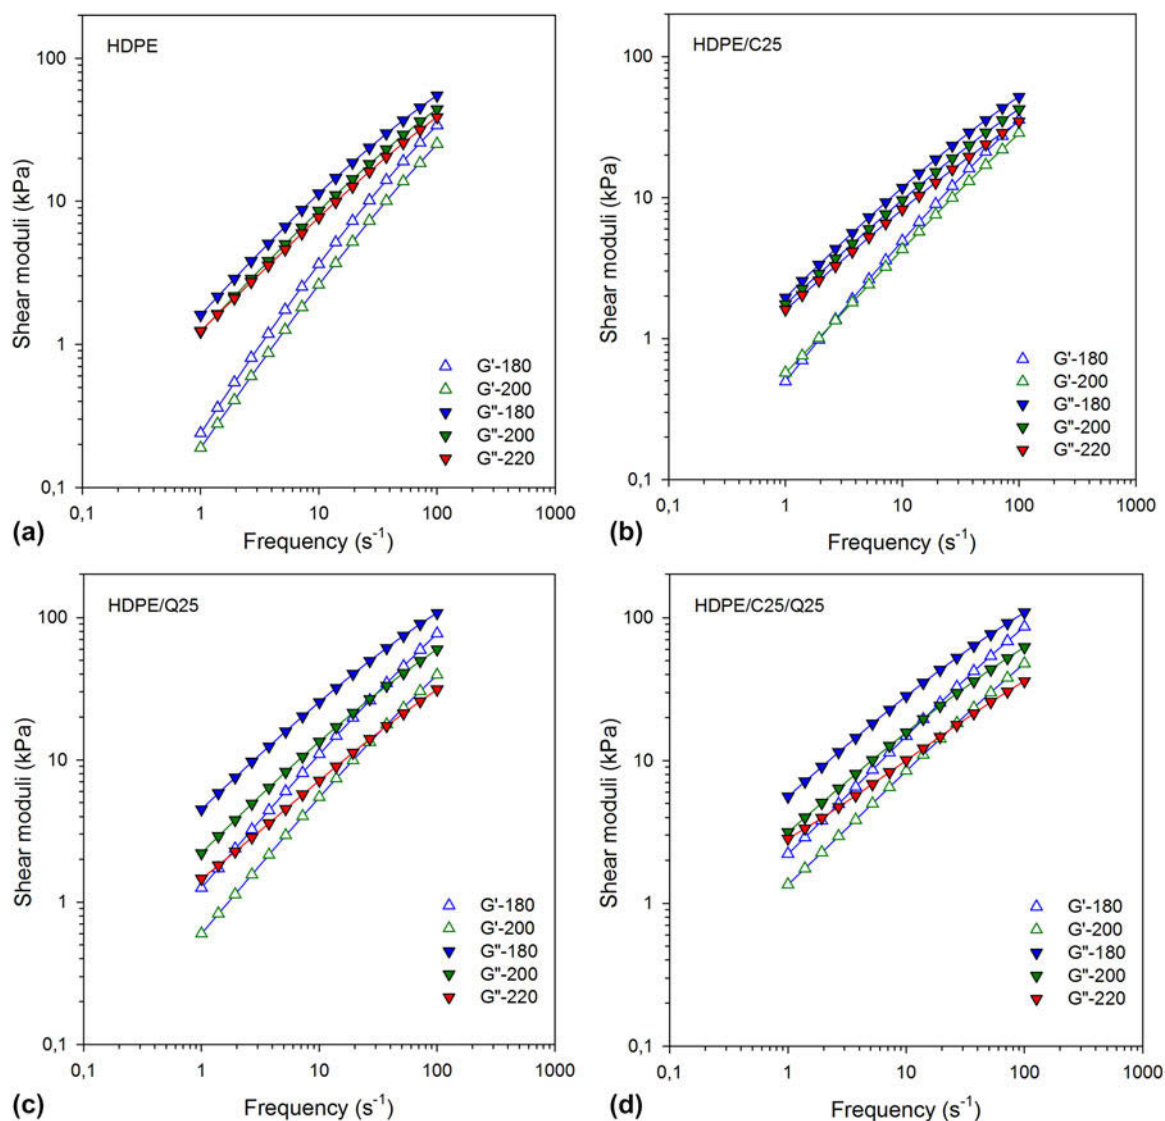 HDPE
Shear moduli (kPa)
100
10
1
0,1
G'-180
G'-200
G"-180
G"-200
G"-220
0,1 1 10 100 1000
Frequency (s⁻¹)
(a)
HDPE/C25
Shear moduli (kPa)
100
10
1
0,1
G'-180
G'-200
G"-180
G"-200
G"-220
0,1 1 10 100 1000
Frequency (s⁻¹)
(b)
HDPE/Q25
Shear moduli (kPa)
100
10
1
0,1
G'-180
G'-200
G"-180
G"-200
G"-220
0,1 1 10 100 1000
Frequency (s⁻¹)
(c)
HDPE/C25/Q25
Shear moduli (kPa)
100
10
1
0,1
G'-180
G'-200
G"-180
G"-200
G"-220
0,1 1 10 100 1000
Frequency (s⁻¹)
(d)